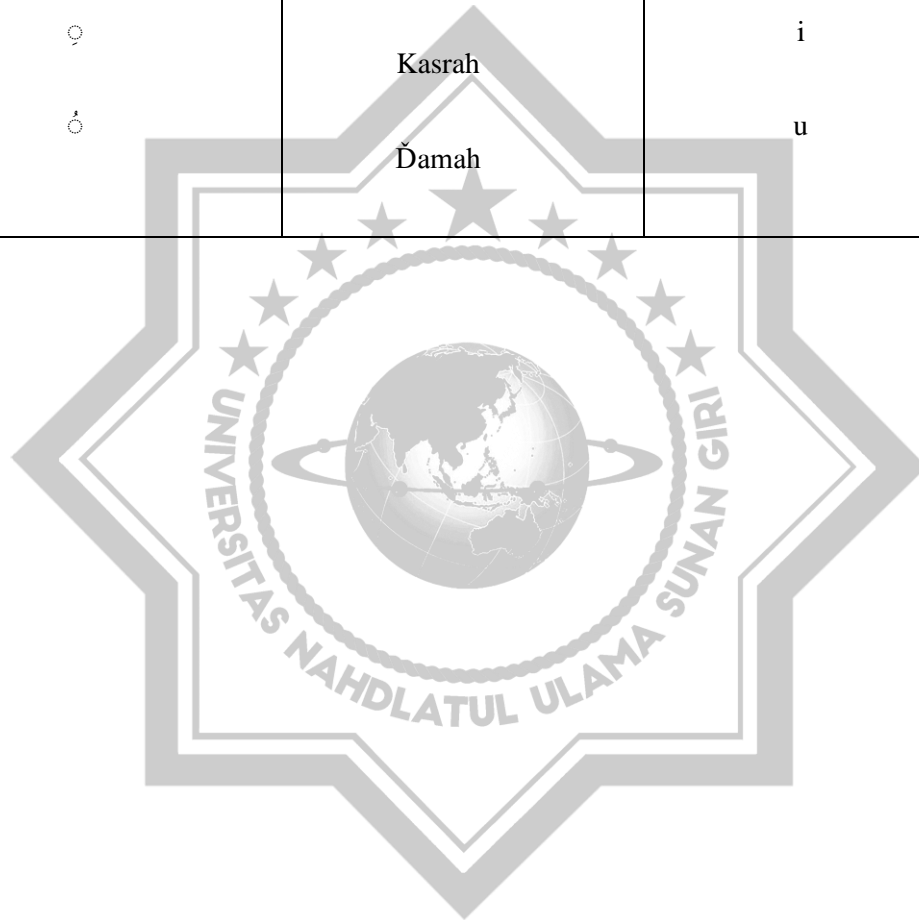 ◌ِ i
Kasrah
◌ُ u
Ďamah
UNIVERSITAS NAHDLATUL ULAMA SUNAN GIRI